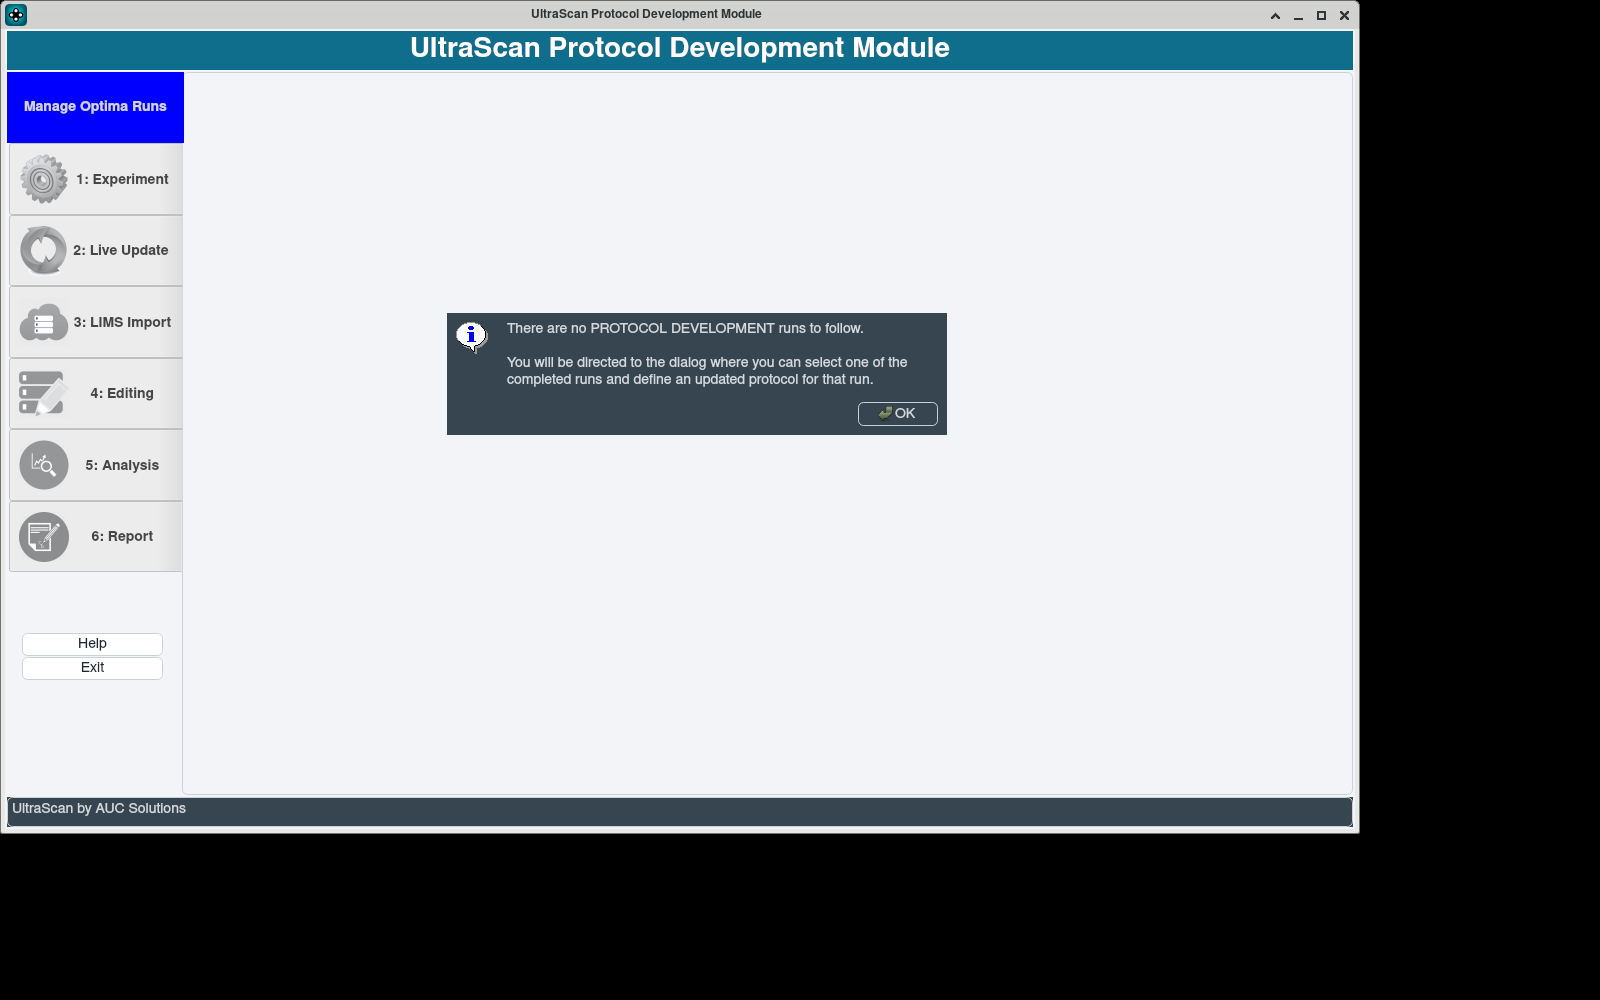 UltraScan Protocol Development Module
UltraScan Protocol Development Module
Manage Optima Runs
1: Experiment
2: Live Update
3: LIMS Import
4: Editing
5: Analysis
6: Report
There are no PROTOCOL DEVELOPMENT runs to follow.
You will be directed to the dialog where you can select one of the
completed runs and define an updated protocol for that run.
OK
Help
Exit
UltraScan by AUC Solutions